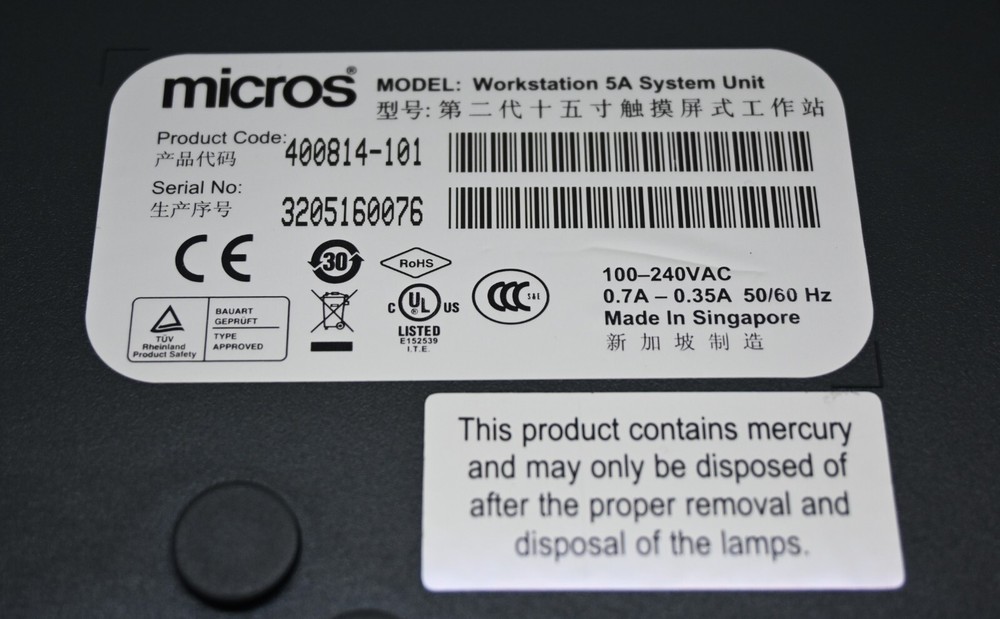 micros®
MODEL: Workstation 5A System Unit
型号: 第二代十五寸触摸屏式工作站
Product Code: 400814-101
产品代码
Serial No: 3205160076
生产序号
CE
30
RoHS
TÜV
Rheinland
Product Safety
BAUART
GEPRÜFT
TYPE
APPROVED
C UL® US
LISTED
E152539
I.T.E.
CCC S&E
100–240VAC
0.7A – 0.35A 50/60 Hz
Made In Singapore
新加坡制造
This product contains mercury
and may only be disposed of
after the proper removal and
disposal of the lamps.